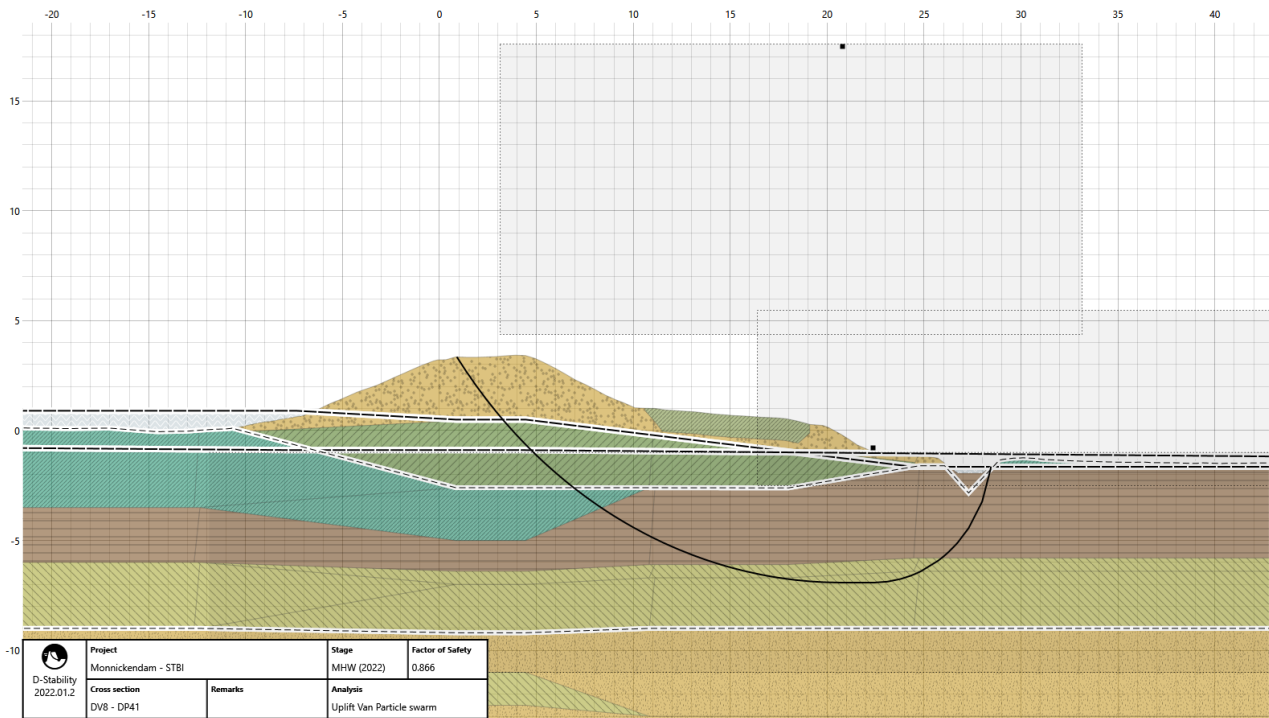 -20 -15 -10 -5 0 5 10 15 20 25 30 35 40
15
10
5
0
-5
-10
D-Stability
2022.01.2
Project
Monnickendam - STBI
Stage
MHW (2022)
Factor of Safety
0.866
Cross section
DV8 - DP41
Remarks
Analysis
Uplift Van Particle swarm